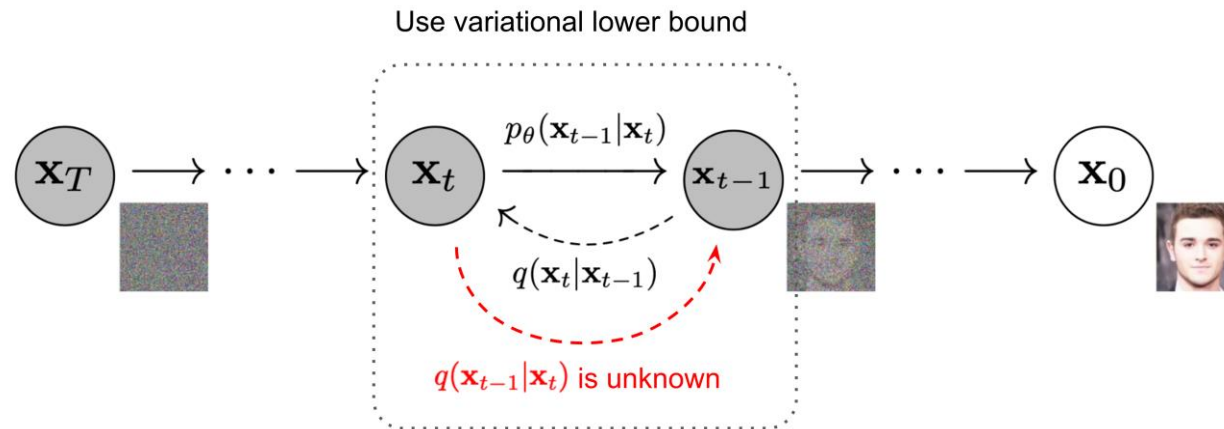 Use variational lower bound
𝐱_T → ⋯ → 𝐱_t p_θ(𝐱_{t−1}|𝐱_t) 𝐱_{t−1} → ⋯ → 𝐱_0
q(𝐱_t|𝐱_{t−1})
q(𝐱_{t−1}|𝐱_t) is unknown